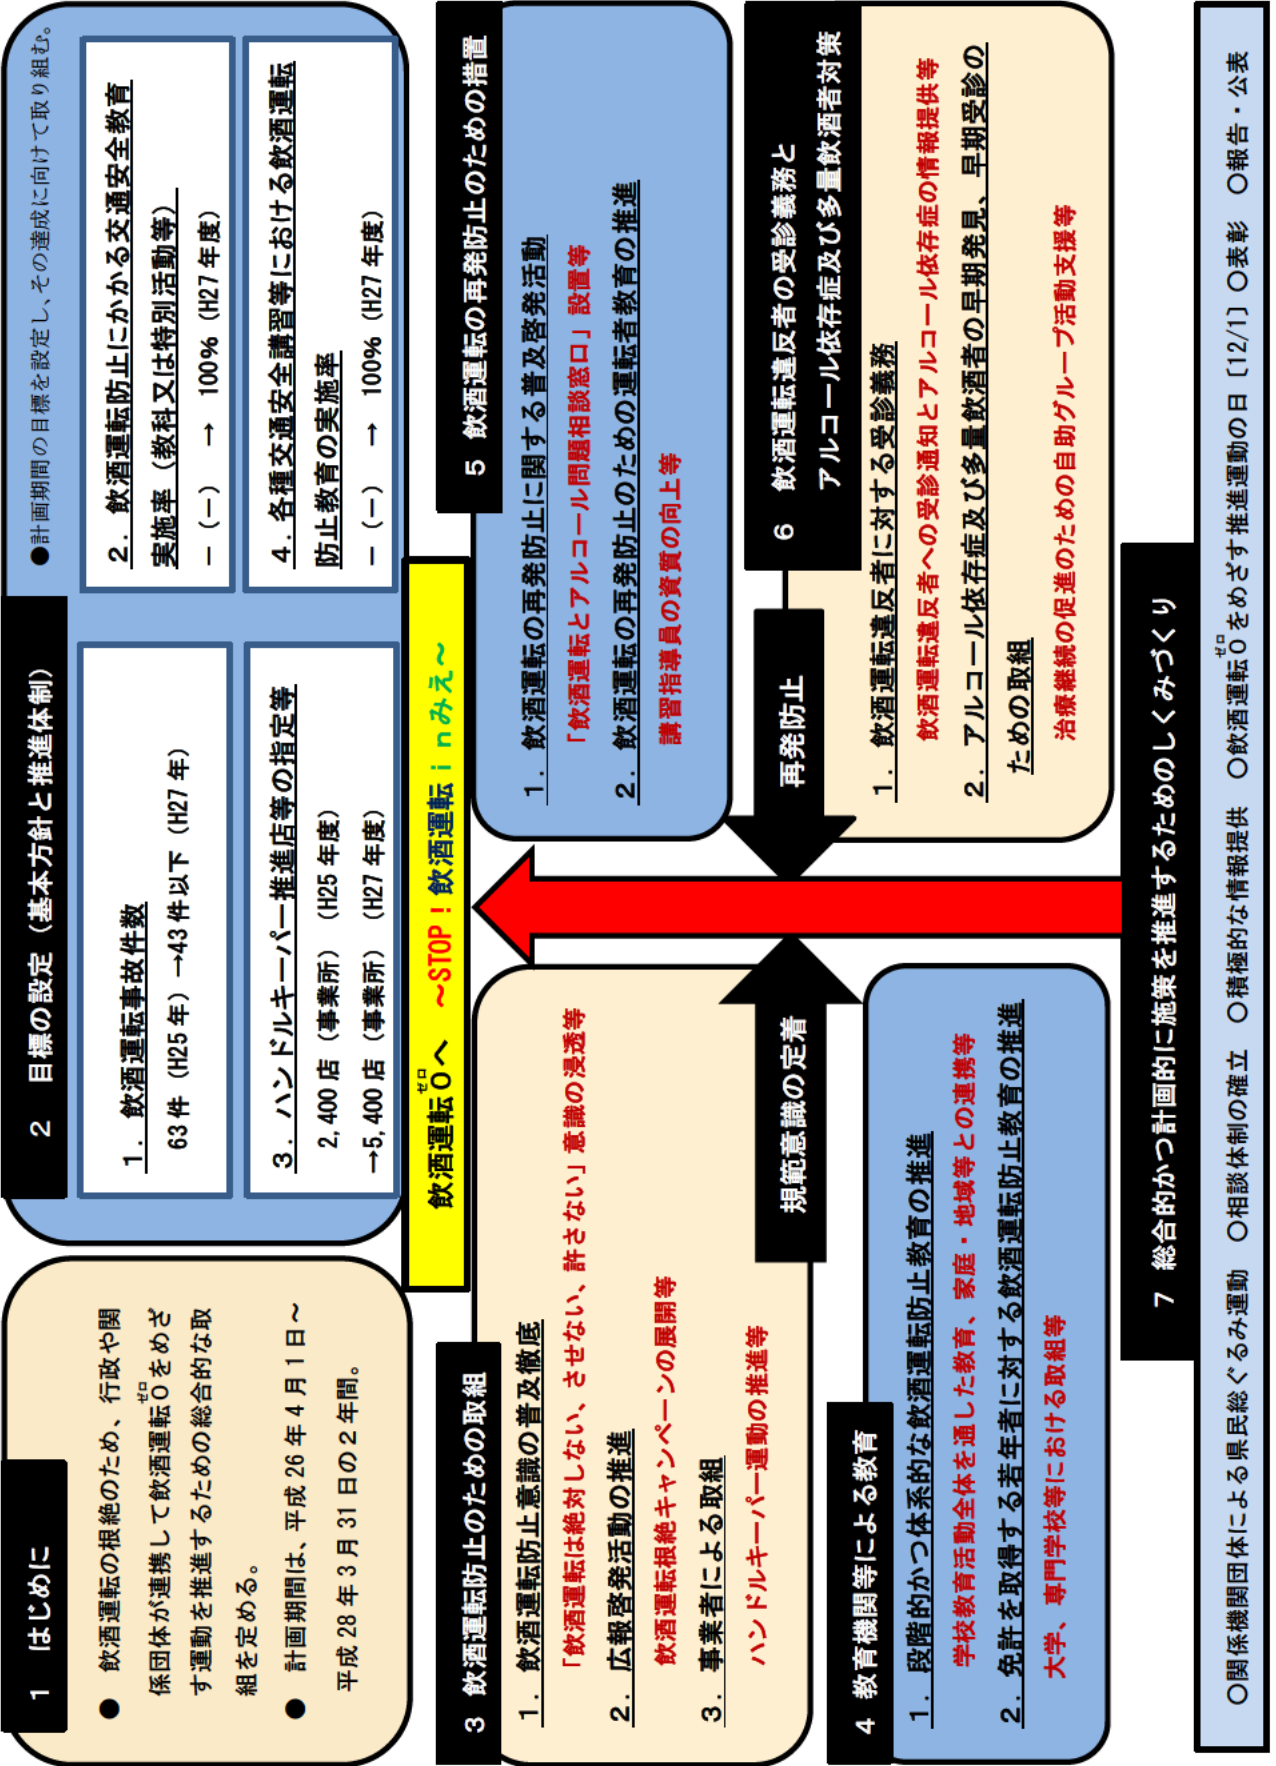 1　はじめに
●　飲酒運転の根絶のため、行政や関
係団体が連携して飲酒運転０をめざ
ゼロ
す運動を推進するための総合的な取
組を定める。
●　計画期間は、平成 26 年 4 月 1 日～
平成 28 年 3 月 31 日の２年間。
2　目標の設定（基本方針と推進体制）
●計画期間の目標を設定し、その達成に向けて取り組む。
１．飲酒運転事故件数
63 件（H25 年）→43 件以下（H27 年）
２．飲酒運転防止にかかる交通安全教育
実施率（教科又は特別活動等）
－（－）　→　100%（H27 年度）
３．ハンドルキーパー推進店等の指定等
2,400 店（事業所）（H25 年度）
→5,400 店（事業所）（H27 年度）
４．各種交通安全講習等における飲酒運転
防止教育の実施率
－（－）　→　100%（H27 年度）
飲酒運転０へ　～STOP！飲酒運転ｉｎみえ～
ゼロ
3　飲酒運転防止のための取組
１．飲酒運転防止意識の普及徹底
「飲酒運転は絶対しない、させない、許さない」意識の浸透等
２．広報啓発活動の推進
飲酒運転根絶キャンペーンの展開等
３．事業者による取組
ハンドルキーパー運動の推進等
4　教育機関等による教育
１．段階的かつ体系的な飲酒運転防止教育の推進
学校教育活動全体を通した教育、家庭・地域等との連携等
２．免許を取得する若年者に対する飲酒運転防止教育の推進
大学、専門学校等における取組等
規範意識の定着
再発防止
5　飲酒運転の再発防止のための措置
１．飲酒運転の再発防止に関する普及啓発活動
「飲酒運転とアルコール問題相談窓口」設置等
２．飲酒運転の再発防止のための運転者教育の推進
講習指導員の資質の向上等
6　飲酒運転違反者の受診義務と
アルコール依存症及び多量飲酒者対策
１．飲酒運転違反者に対する受診義務
飲酒運転違反者への受診通知とアルコール依存症の情報提供等
２．アルコール依存症及び多量飲酒者の早期発見、早期受診の
ための取組
治療継続の促進のための自助グループ活動支援等
7　総合的かつ計画的に施策を推進するためのしくみづくり
○関係機関団体による県民総ぐるみ運動　○相談体制の確立　○積極的な情報提供　○飲酒運転０をめざす推進運動の日［12/1］○表彰　○報告・公表
ゼロ